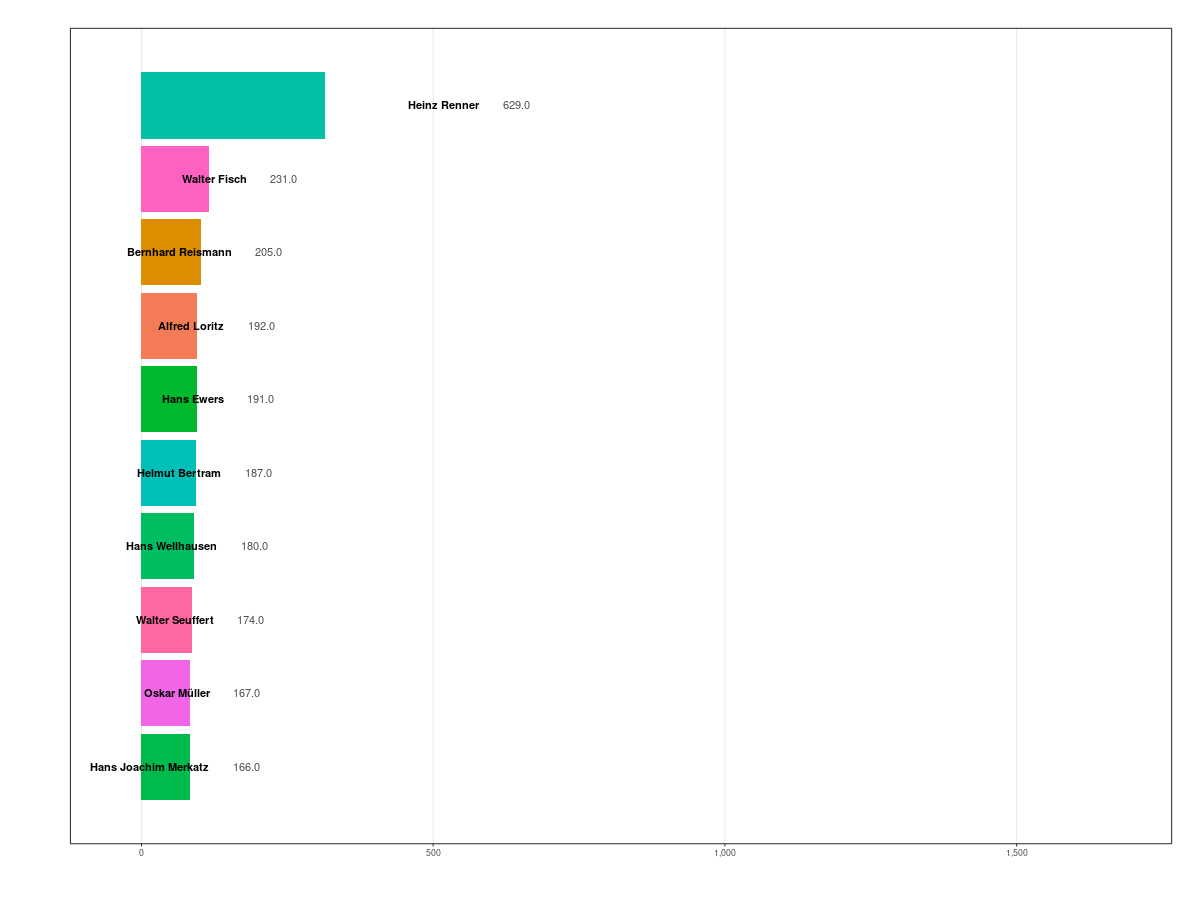 Heinz Renner 629.0
Walter Fisch 231.0
Bernhard Reismann 205.0
Alfred Loritz 192.0
Hans Ewers 191.0
Helmut Bertram 187.0
Hans Wellhausen 180.0
Walter Seuffert 174.0
Oskar Müller 167.0
Hans Joachim Merkatz 166.0
0 500 1,000 1,500